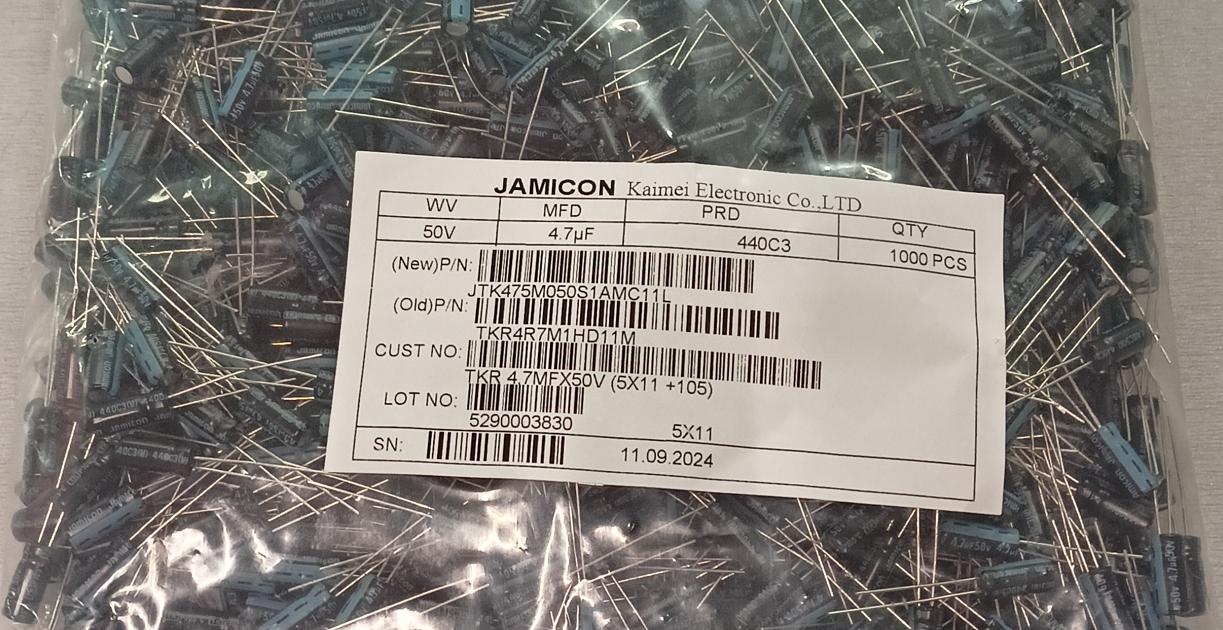 JAMICON Kaimei Electronic Co.,LTD
WV MFD PRD QTY
50V 4.7µF 440C3 1000 PCS
(New)P/N:
JTK475M050S1AMC11L
(Old)P/N:
TKR4R7M1HD11M
CUST NO:
TKR 4.7MFX50V (5X11 +105)
LOT NO:
5290003830 5X11
SN: 11.09.2024